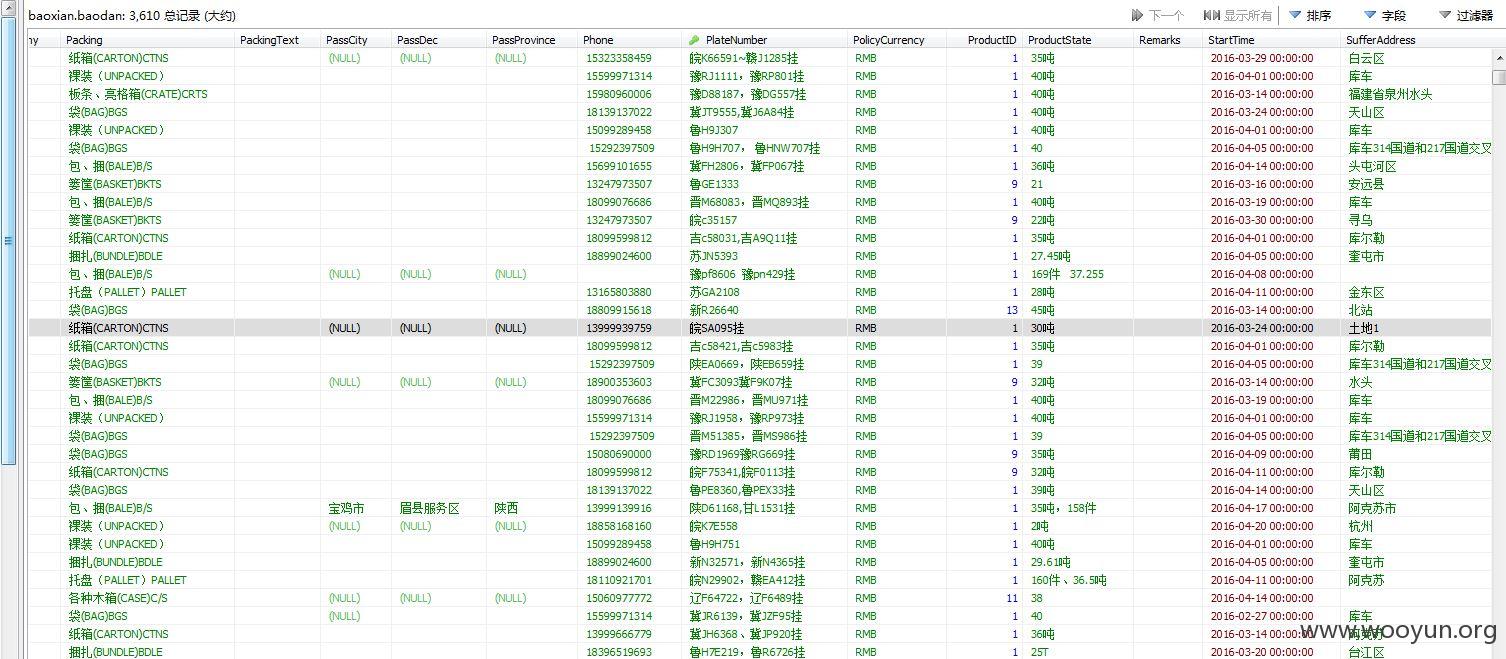 baoxian.baodan: 3,610 总记录 (大约) 下一个 显示所有 排序 字段 过滤器
ny Packing PackingText PassCity PassDec PassProvince Phone PlateNumber PolicyCurrency ProductID ProductState Remarks StartTime SufferAddress
纸箱(CARTON)CTNS (NULL) (NULL) (NULL) 15323358459 皖K66591~赣J1285挂 RMB 1 35吨 2016-03-29 00:00:00 白云区
裸装（UNPACKED） 15599971314 豫RJ1111，豫RP801挂 RMB 1 40吨 2016-04-01 00:00:00 库车
板条、亮格箱(CRATE)CRTS 15980960006 豫D88187，豫DG557挂 RMB 1 40吨 2016-03-14 00:00:00 福建省泉州水头
袋(BAG)BGS 18139137022 冀JT9555,冀J6A84挂 RMB 1 40吨 2016-03-24 00:00:00 天山区
裸装（UNPACKED） 15099289458 鲁H9J307 RMB 1 40吨 2016-04-01 00:00:00 库车
袋(BAG)BGS 15292397509 鲁H9H707， 鲁HNW707挂 RMB 1 40 2016-04-05 00:00:00 库车314国道和217国道交叉
包、捆(BALE)B/S 15699101655 冀FH2806，冀FP067挂 RMB 1 36吨 2016-04-14 00:00:00 头屯河区
篓筐(BASKET)BKTS 13247973507 鲁GE1333 RMB 9 21 2016-03-16 00:00:00 安远县
包、捆(BALE)B/S 18099076686 晋M68083，晋MQ893挂 RMB 1 40吨 2016-03-19 00:00:00 库车
篓筐(BASKET)BKTS 13247973507 皖c35157 RMB 9 22吨 2016-03-30 00:00:00 寻乌
纸箱(CARTON)CTNS 18099599812 吉c58031,吉A9Q11挂 RMB 1 35吨 2016-04-01 00:00:00 库尔勒
捆扎(BUNDLE)BDLE 18899024600 苏JN5393 RMB 1 27.45吨 2016-04-05 00:00:00 奎屯市
包、捆(BALE)B/S (NULL) (NULL) (NULL) 豫pf8606 豫pn429挂 RMB 1 169件 37.255 2016-04-08 00:00:00
托盘（PALLET）PALLET 13165803880 苏GA2108 RMB 1 28吨 2016-04-11 00:00:00 金东区
袋(BAG)BGS 18809915618 新R26640 RMB 13 45吨 2016-03-14 00:00:00 北站
纸箱(CARTON)CTNS (NULL) (NULL) (NULL) 13999939759 皖SA095挂 RMB 1 30吨 2016-03-24 00:00:00 土地1
纸箱(CARTON)CTNS 18099599812 吉c58421,吉c5983挂 RMB 1 35吨 2016-04-01 00:00:00 库尔勒
袋(BAG)BGS 15292397509 陕EA0669，陕EB659挂 RMB 1 39 2016-04-05 00:00:00 库车314国道和217国道交叉
篓筐(BASKET)BKTS (NULL) (NULL) (NULL) 18900353603 冀FC3093冀F9K07挂 RMB 9 32吨 2016-03-14 00:00:00 水头
包、捆(BALE)B/S 18099076686 晋M22986，晋MU971挂 RMB 1 40吨 2016-03-19 00:00:00 库车
裸装（UNPACKED） 15599971314 豫RJ1958，豫RP973挂 RMB 1 40吨 2016-04-01 00:00:00 库车
袋(BAG)BGS 15292397509 晋M51385，晋MS986挂 RMB 1 39 2016-04-05 00:00:00 库车314国道和217国道交叉
袋(BAG)BGS 15080690000 豫RD1969豫RG669挂 RMB 9 35吨 2016-04-09 00:00:00 莆田
纸箱(CARTON)CTNS 18099599812 皖F75341,皖F0113挂 RMB 9 32吨 2016-04-11 00:00:00 库尔勒
袋(BAG)BGS 18139137022 鲁PE8360,鲁PEX33挂 RMB 1 39吨 2016-04-14 00:00:00 天山区
包、捆(BALE)B/S 宝鸡市 眉县服务区 陕西 13999139916 陕D61168,甘L1531挂 RMB 1 35吨，158件 2016-04-17 00:00:00 阿克苏市
裸装（UNPACKED） (NULL) (NULL) (NULL) 18858168160 皖K7E558 RMB 1 2吨 2016-04-20 00:00:00 杭州
裸装（UNPACKED） 15099289458 鲁H9H751 RMB 1 40吨 2016-04-01 00:00:00 库车
捆扎(BUNDLE)BDLE 18899024600 新N32571，新N4365挂 RMB 1 29.61吨 2016-04-05 00:00:00 奎屯市
托盘（PALLET）PALLET 18110921701 皖N29902，赣EA412挂 RMB 1 160件、36.5吨 2016-04-11 00:00:00 阿克苏
各种木箱(CASE)C/S (NULL) (NULL) (NULL) 15060977772 辽F64722，辽F6489挂 RMB 11 38 2016-04-14 00:00:00
袋(BAG)BGS (NULL) 15599971314 冀JR6139，冀JZF95挂 RMB 1 40 2016-02-27 00:00:00 库车
纸箱(CARTON)CTNS 13999666779 冀JH6368，冀JP920挂 RMB 1 36吨 2016-03-14 00:00:00
捆扎(BUNDLE)BDLE 18396519693 鲁H7E219，鲁R6726挂 RMB 1 25T 2016-03-20 00:00:00 台江区
www.wooyun.org